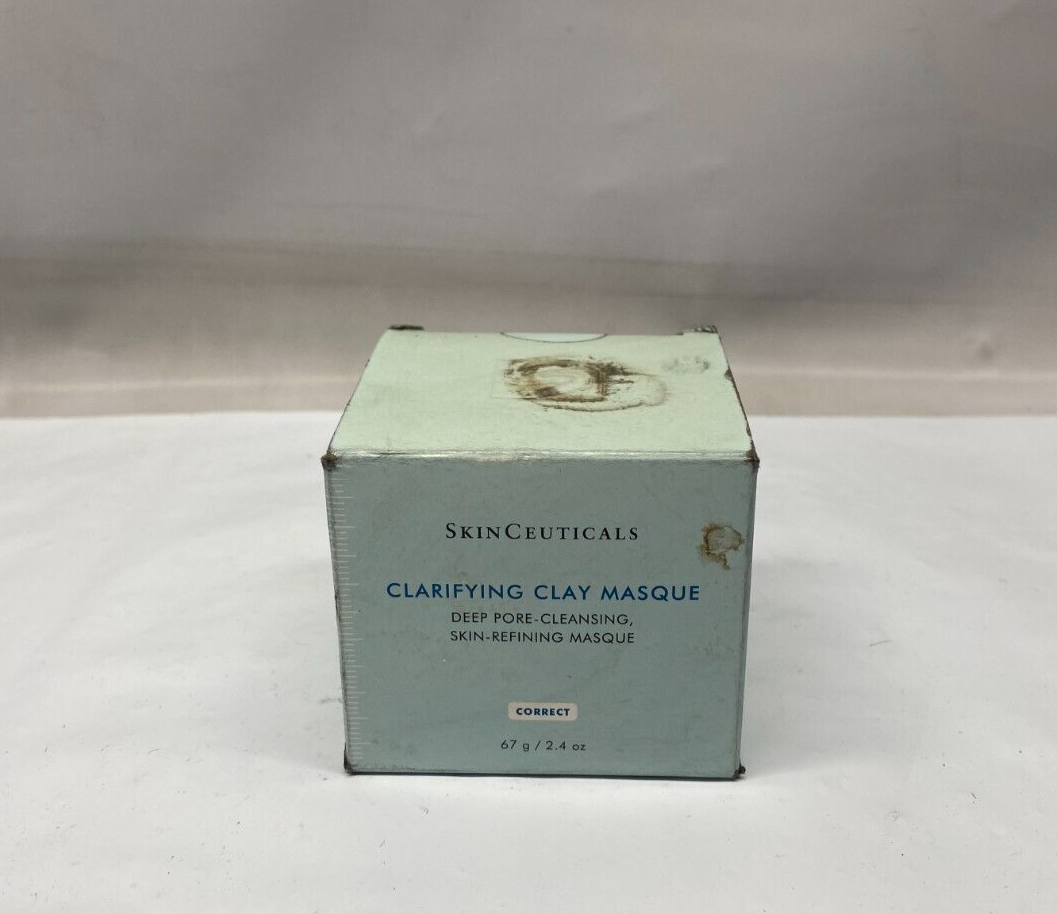 SKINCEUTICALS
CLARIFYING CLAY MASQUE
DEEP PORE-CLEANSING,
SKIN-REFINING MASQUE
CORRECT
67 g / 2.4 oz